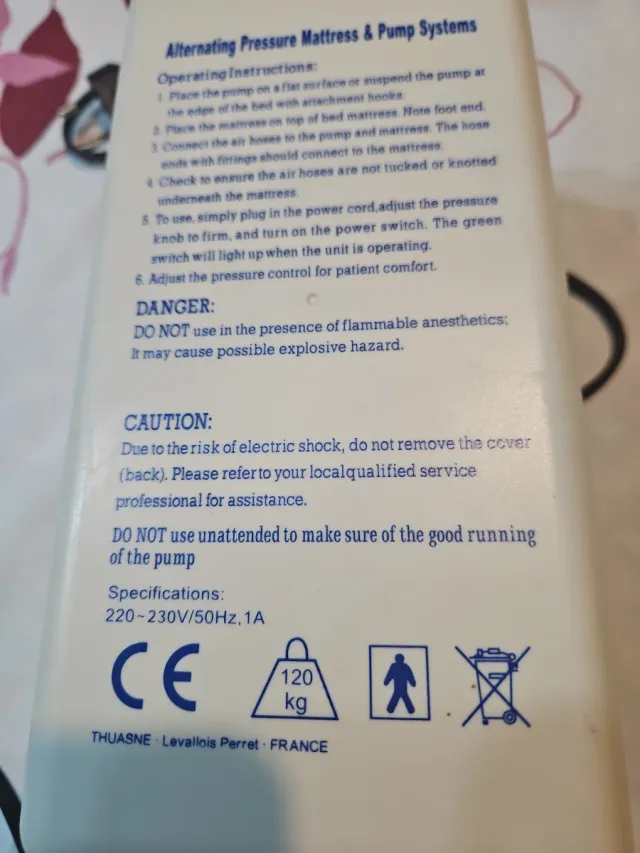 Alternating Pressure Mattress & Pump Systems
Operating Instructions:
1. Place the pump on a flat surface or suspend the pump at
the edge of the bed with attachment hooks.
2. Place the mattress on top of bed mattress. Note foot end.
3. Connect the air hoses to the pump and mattress. The hose
ends with fittings should connect to the mattress.
4. Check to ensure the air hoses are not tucked or knotted
underneath the mattress.
5. To use, simply plug in the power cord,adjust the pressure
knob to firm, and turn on the power switch. The green
switch will light up when the unit is operating.
6. Adjust the pressure control for patient comfort.
DANGER:
DO NOT use in the presence of flammable anesthetics;
It may cause possible explosive hazard.
CAUTION:
Due to the risk of electric shock, do not remove the cover
(back). Please refer to your localqualified service
professional for assistance.
DO NOT use unattended to make sure of the good running
of the pump
Specifications:
220~230V/50Hz,1A
CE
120
kg
THUASNE · Levallois Perret · FRANCE